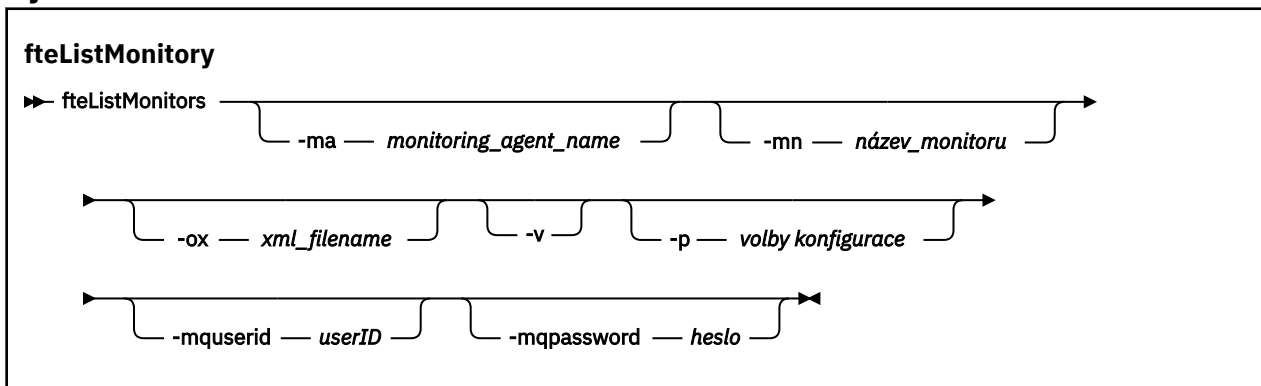 fteListMonitory
fteListMonitors
-ma monitoring_agent_name -mn název_monitoru
-ox xml_filename -v -p volby konfigurace
-mquserid userID -mqpassword heslo